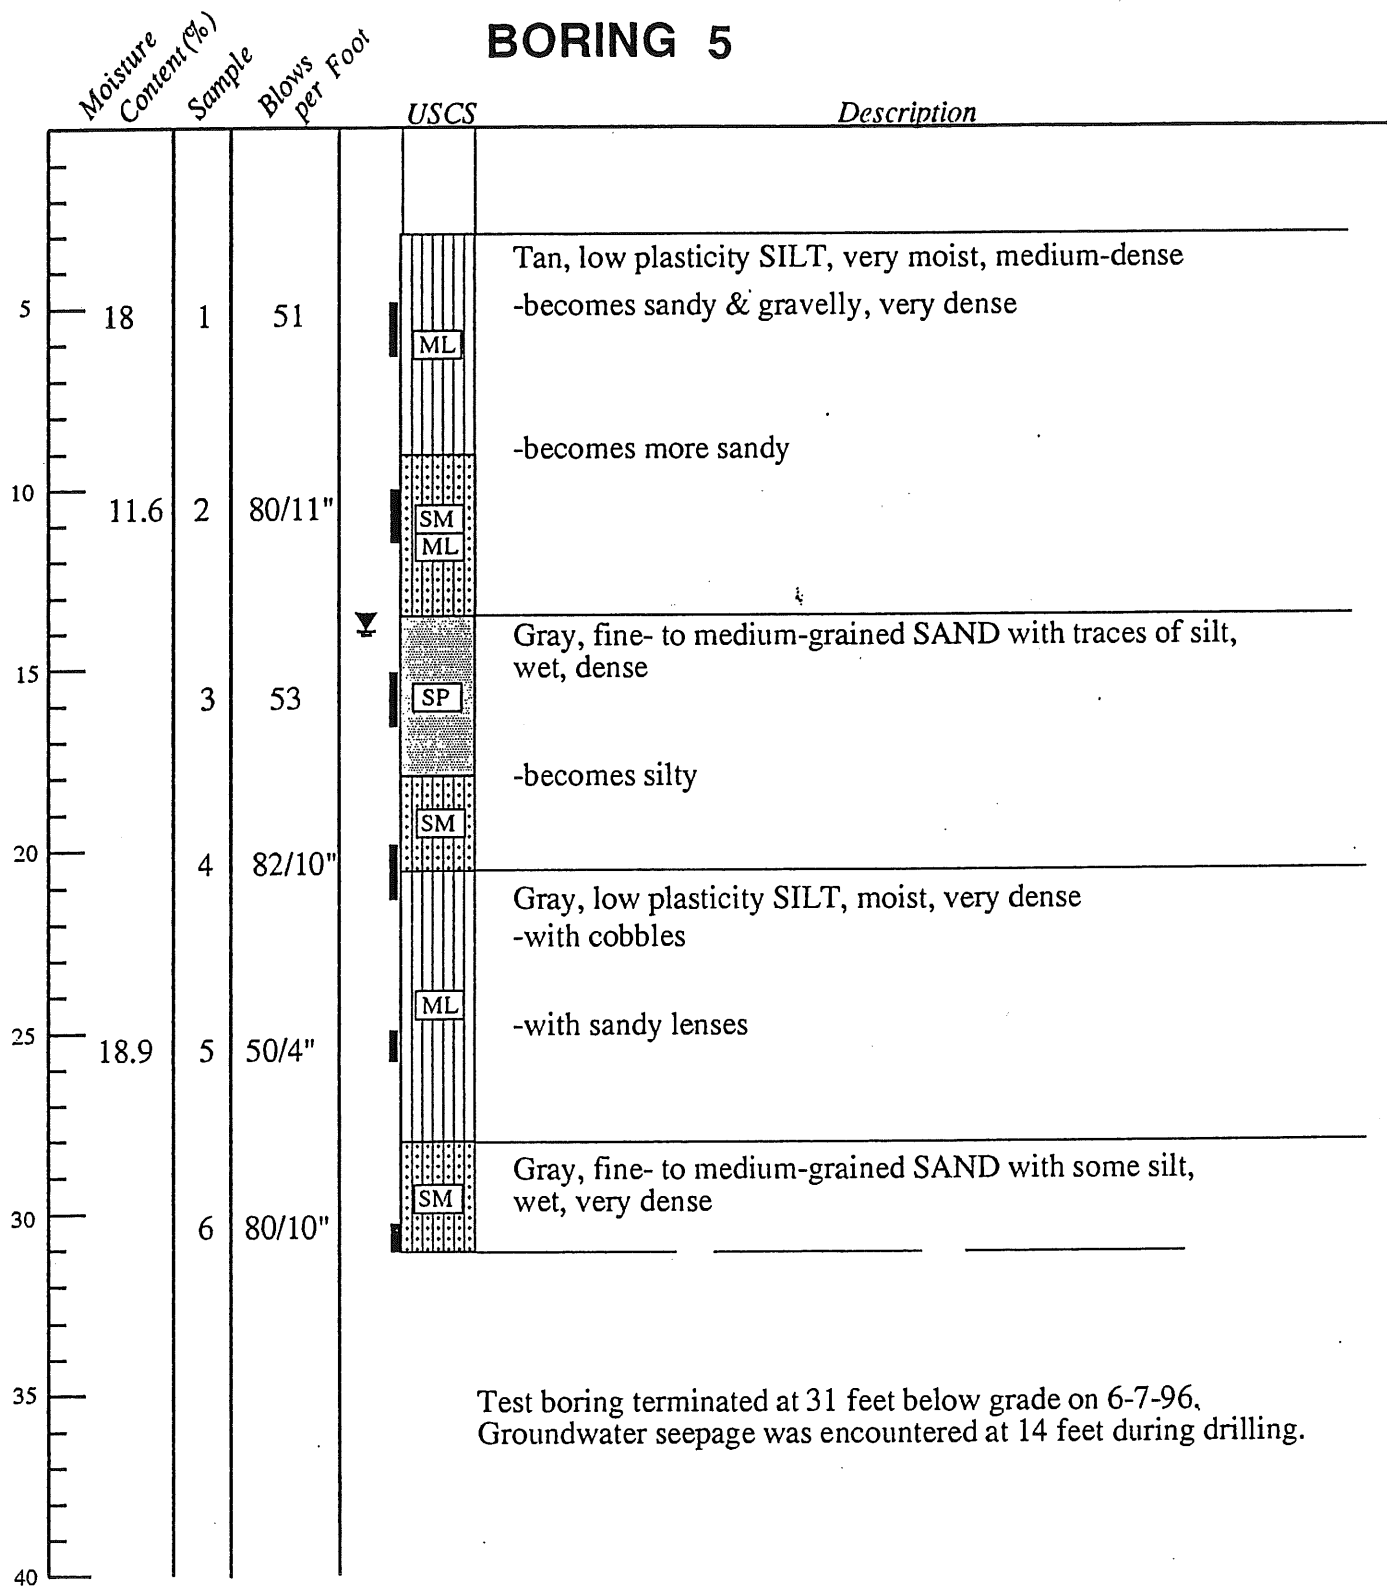 BORING 5
Moisture Content (%)
Sample
Blows per Foot
USCS
Description
Tan, low plasticity SILT, very moist, medium-dense
5 18 1 51 -becomes sandy & gravelly, very dense
ML
-becomes more sandy
10 11.6 2 80/11"
SM
ML
Gray, fine- to medium-grained SAND with traces of silt,
wet, dense
15
3 53 SP
-becomes silty
SM
20 4 82/10"
Gray, low plasticity SILT, moist, very dense
-with cobbles
ML
-with sandy lenses
25 18.9 5 50/4"
Gray, fine- to medium-grained SAND with some silt,
wet, very dense
SM
30 6 80/10"
35
Test boring terminated at 31 feet below grade on 6-7-96.
Groundwater seepage was encountered at 14 feet during drilling.
40